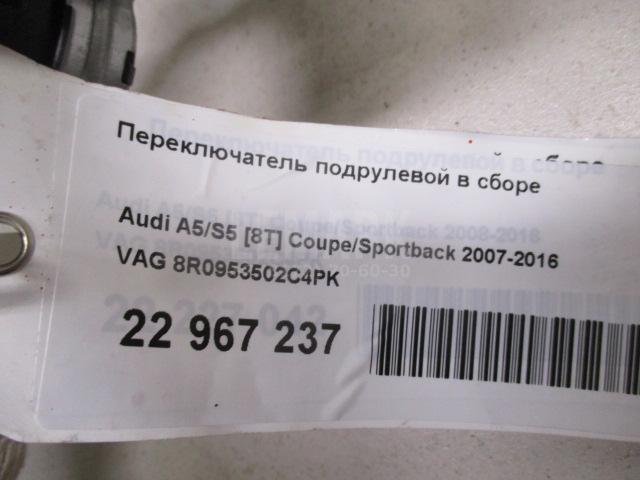 Переключатель подрулевой в сборе
Audi A5/S5 [8T] Coupe/Sportback 2007-2016
VAG 8R0953502C4PK
22 967 237